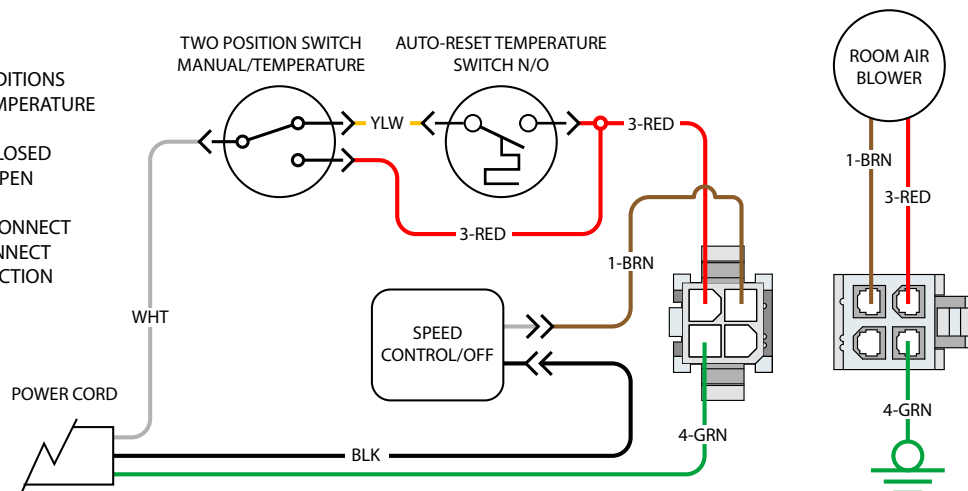 TWO POSITION SWITCH
MANUAL/TEMPERATURE
AUTO-RESET TEMPERATURE
SWITCH N/O
ROOM AIR
BLOWER
DITIONS
MPERATURE
LOSED
PEN
ONNECT
NNECT
CTION
YLW
3-RED
1-BRN
3-RED
3-RED
1-BRN
WHT
SPEED
CONTROL/OFF
POWER CORD
4-GRN
4-GRN
BLK